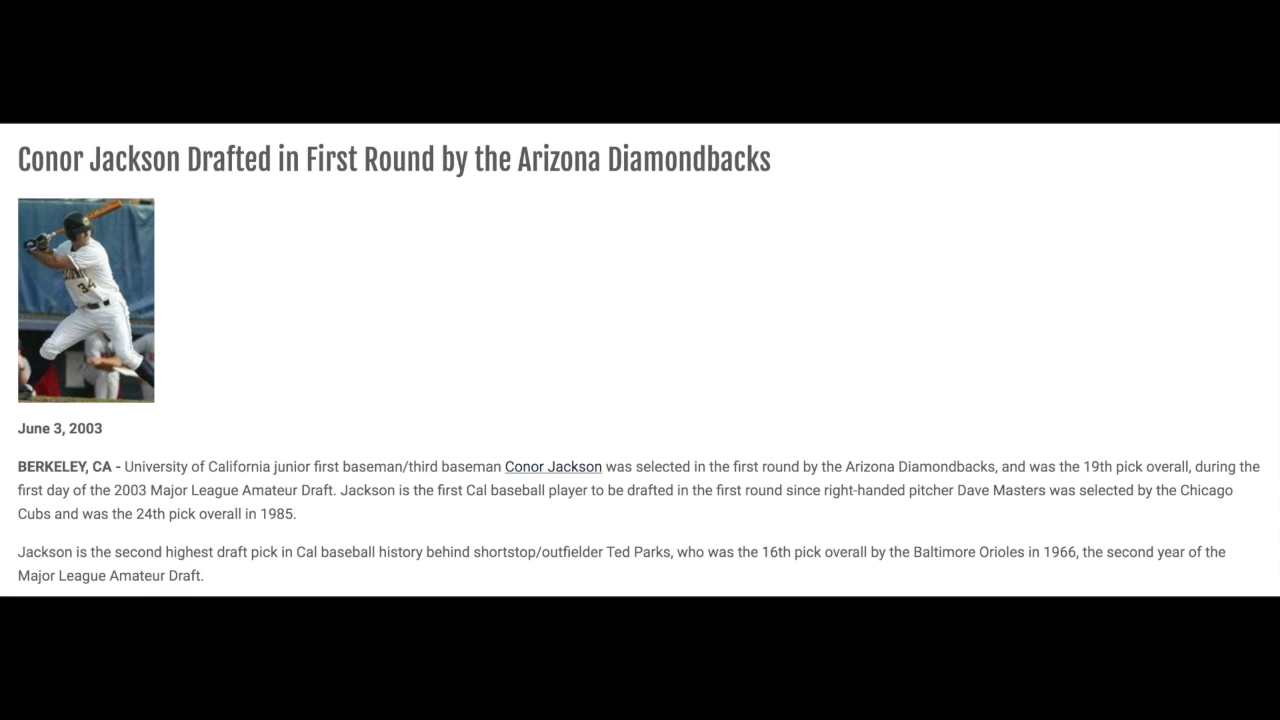 Conor Jackson Drafted in First Round by the Arizona Diamondbacks
34
June 3, 2003
BERKELEY, CA - University of California junior first baseman/third baseman Conor Jackson was selected in the first round by the Arizona Diamondbacks, and was the 19th pick overall, during the
first day of the 2003 Major League Amateur Draft. Jackson is the first Cal baseball player to be drafted in the first round since right-handed pitcher Dave Masters was selected by the Chicago
Cubs and was the 24th pick overall in 1985.
Jackson is the second highest draft pick in Cal baseball history behind shortstop/outfielder Ted Parks, who was the 16th pick overall by the Baltimore Orioles in 1966, the second year of the
Major League Amateur Draft.